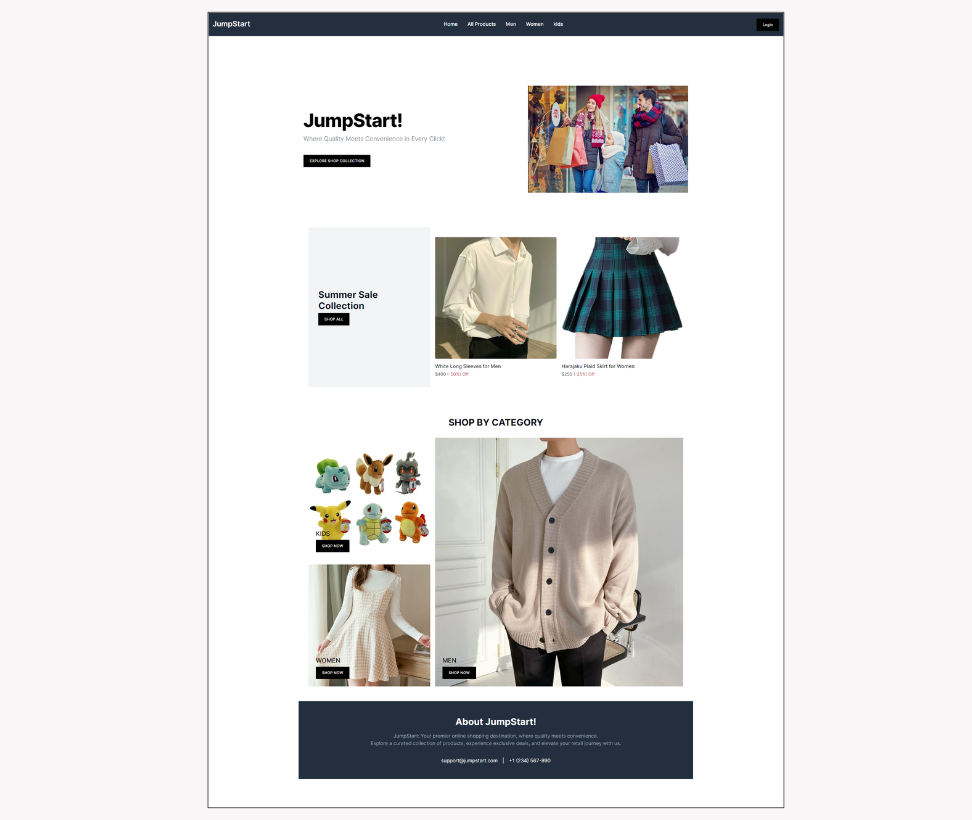 JumpStart
Home All Products Men Women kids
Login
JumpStart!
Where Quality Meets Convenience in Every Click!
EXPLORE SHOP COLLECTION
Summer Sale
Collection
SHOP ALL
White Long Sleeves for Men
$400 (-50%) Off
Harajuku Plaid Skirt for Women
$250 (-25%) Off
SHOP BY CATEGORY
KIDS
SHOP NOW
WOMEN
SHOP NOW
MEN
SHOP NOW
About JumpStart!
JumpStart: Your premier online shopping destination, where quality meets convenience.
Explore a curated collection of products, experience exclusive deals, and elevate your retail journey with us.
support@jumpstart.com | +1 (234) 567-890